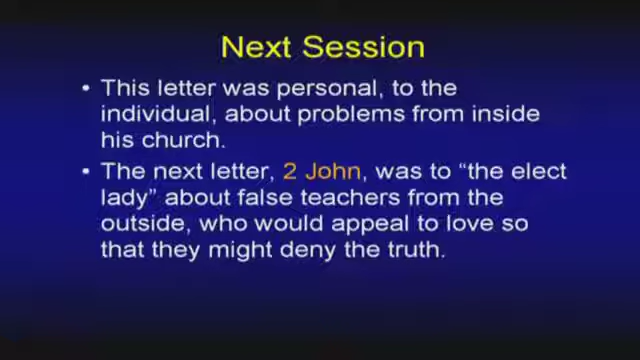 Next Session
• This letter was personal, to the
individual, about problems from inside
his church.
• The next letter, 2 John, was to “the elect
lady” about false teachers from the
outside, who would appeal to love so
that they might deny the truth.